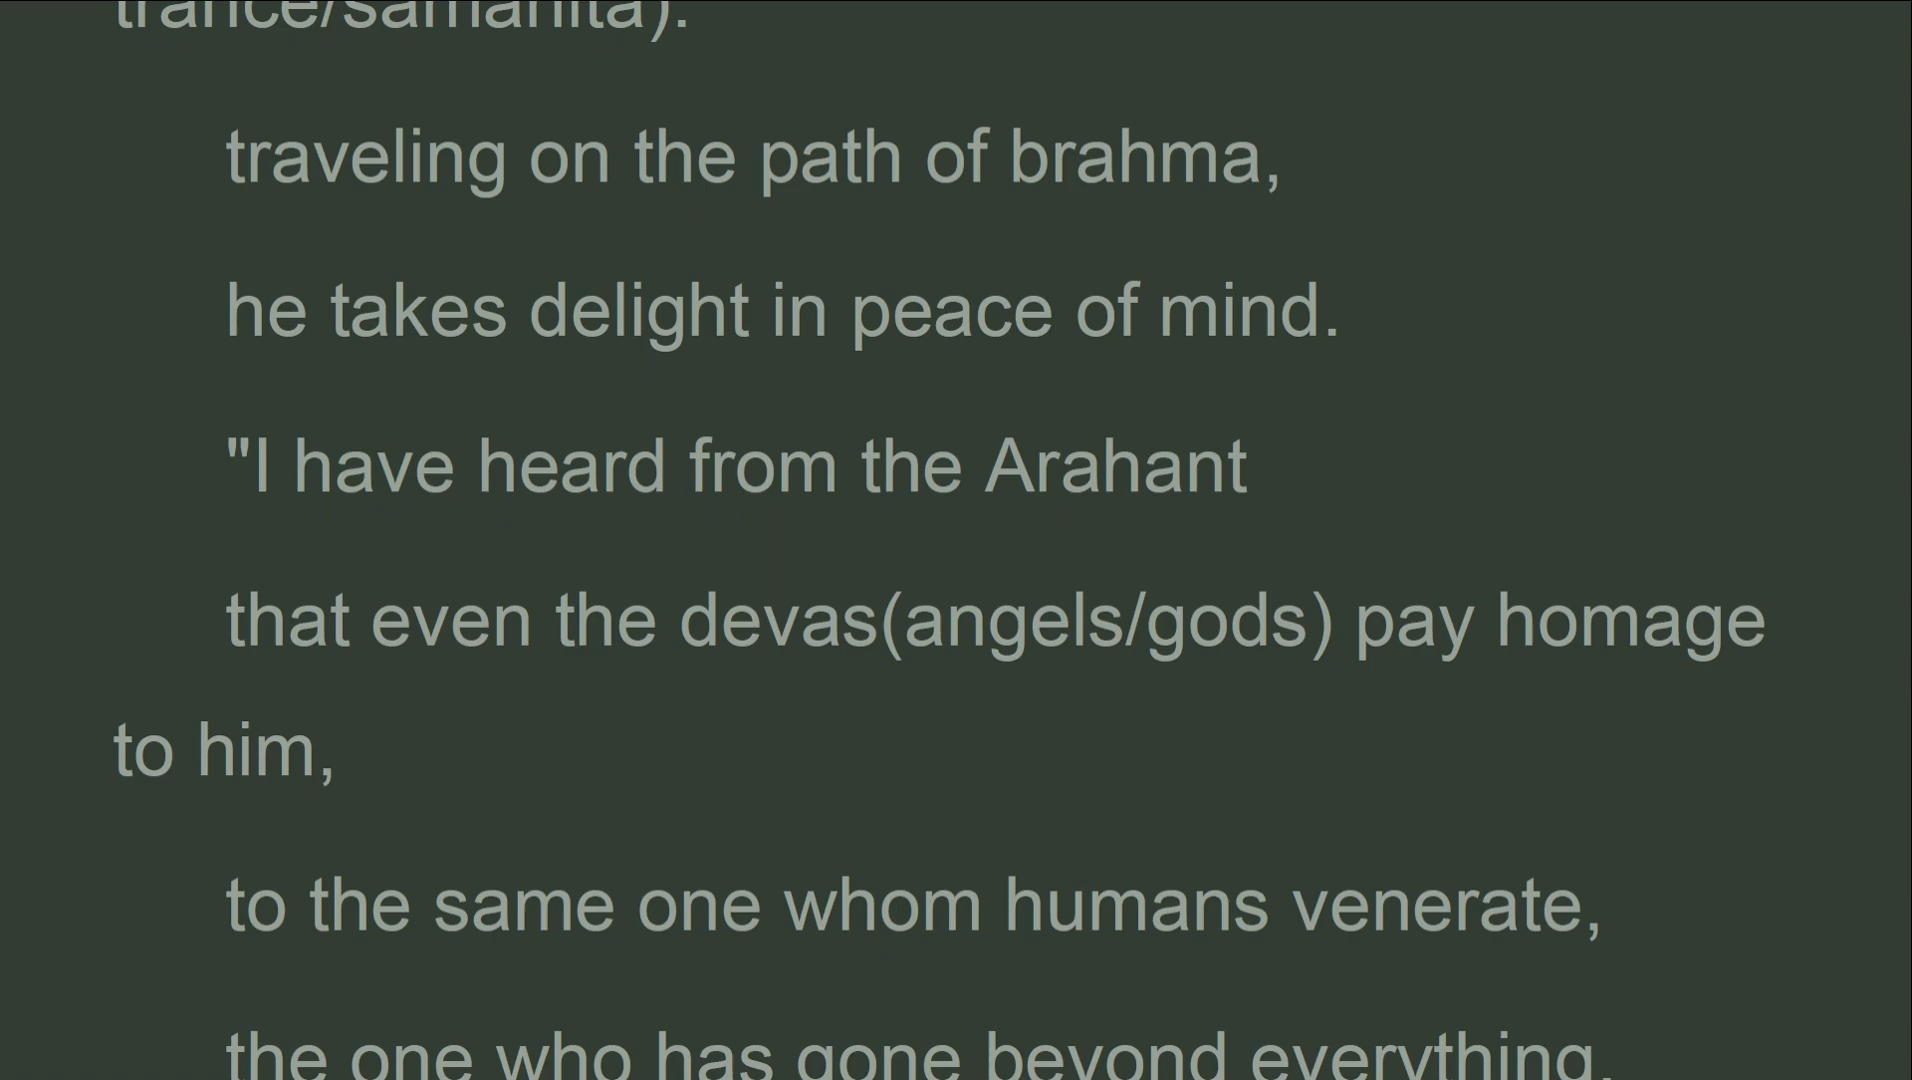 trance/samahita).
traveling on the path of brahma,
he takes delight in peace of mind.
"I have heard from the Arahant
that even the devas(angels/gods) pay homage
to him,
to the same one whom humans venerate,
the one who has gone beyond everything.